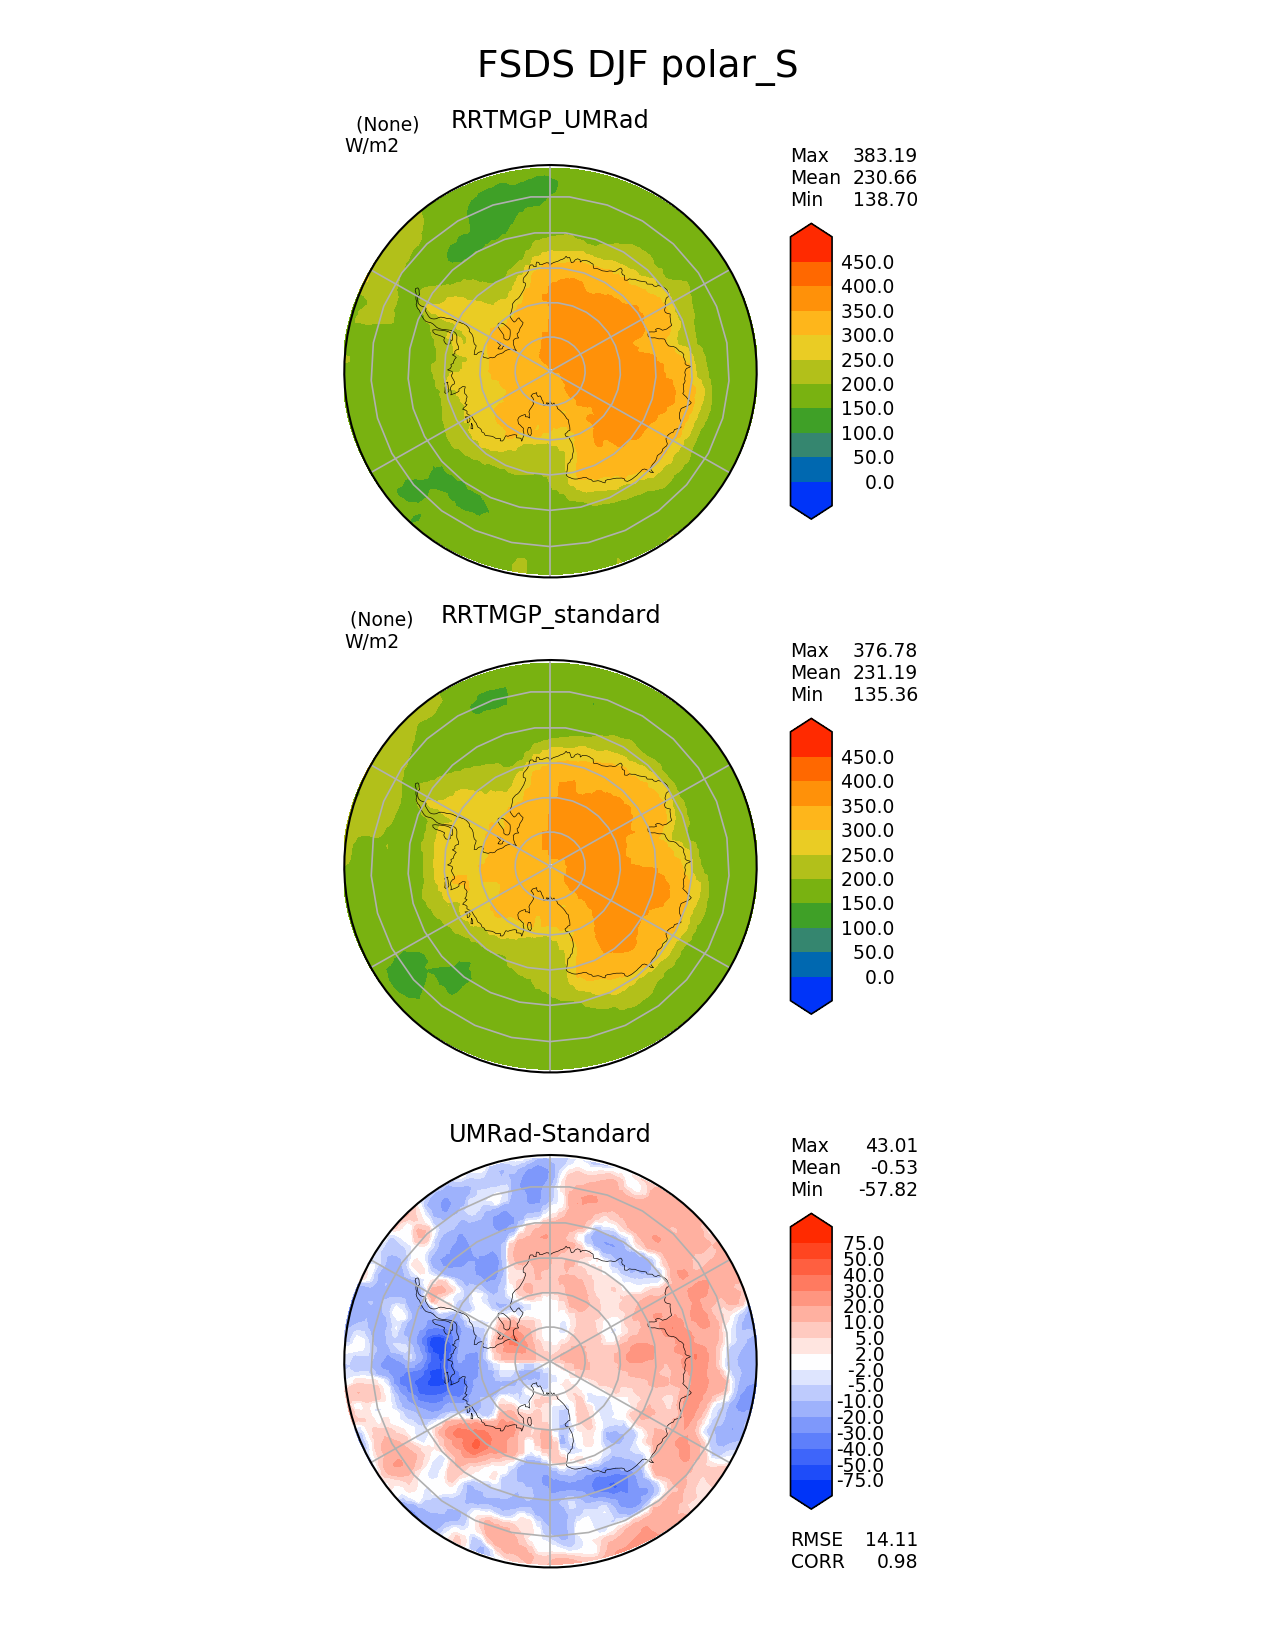 FSDS DJF polar_S
(None)
RRTMGP_UMRad
W/m2
Max 383.19
Mean 230.66
Min 138.70
450.0
400.0
350.0
300.0
250.0
200.0
150.0
100.0
50.0
0.0
(None)
RRTMGP_standard
W/m2
Max 376.78
Mean 231.19
Min 135.36
450.0
400.0
350.0
300.0
250.0
200.0
150.0
100.0
50.0
0.0
UMRad-Standard
Max 43.01
Mean -0.53
Min -57.82
75.0
50.0
40.0
30.0
20.0
10.0
5.0
2.0
-2.0
-5.0
-10.0
-20.0
-30.0
-40.0
-50.0
-75.0
RMSE 14.11
CORR 0.98